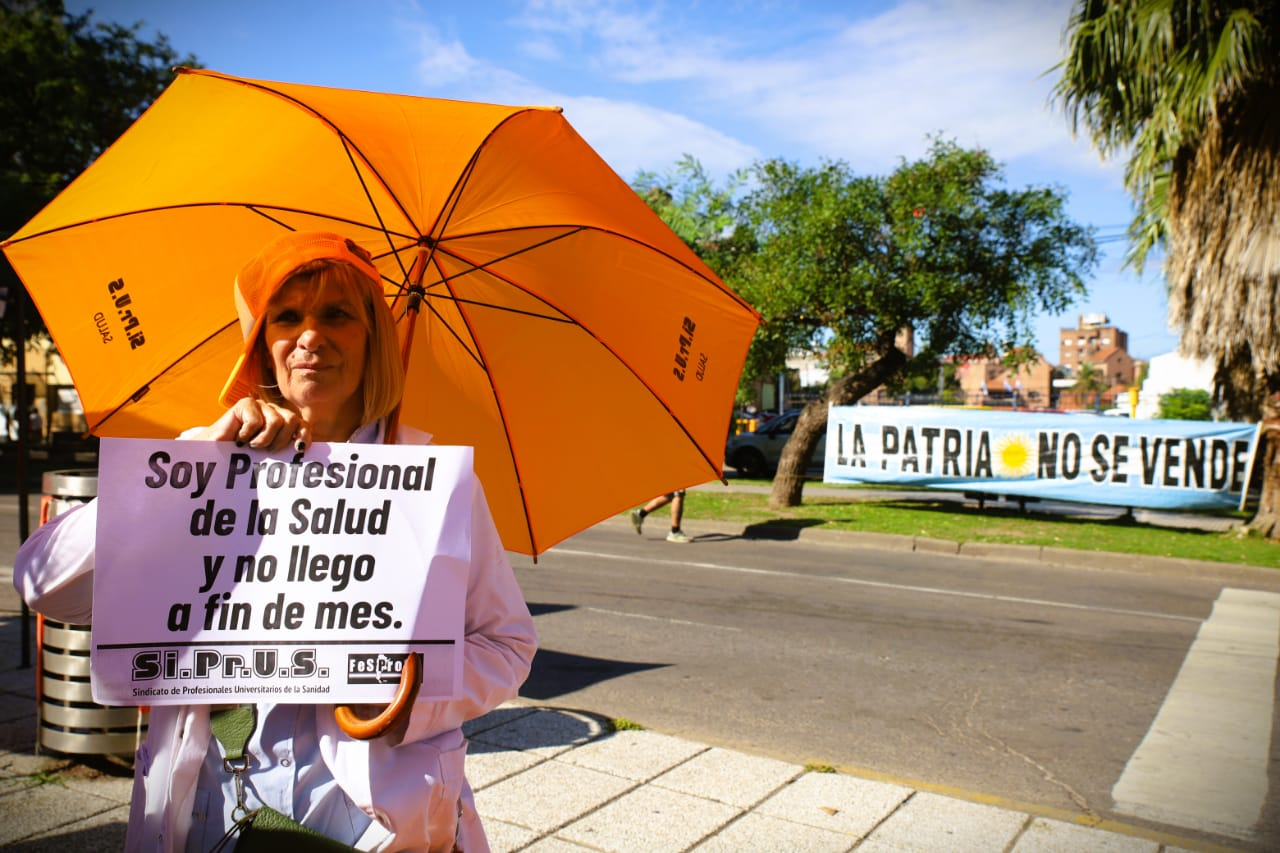 Si.P.r.U.S
SALUD
Si.P.r.U.S
SALUD
Soy Profesional
de la Salud
y no llego
a fin de mes.
Si.Pr.U.S.
FeSProSa
Sindicato de Profesionales Universitarios de la Sanidad
LA PATRIA NO SE VENDE